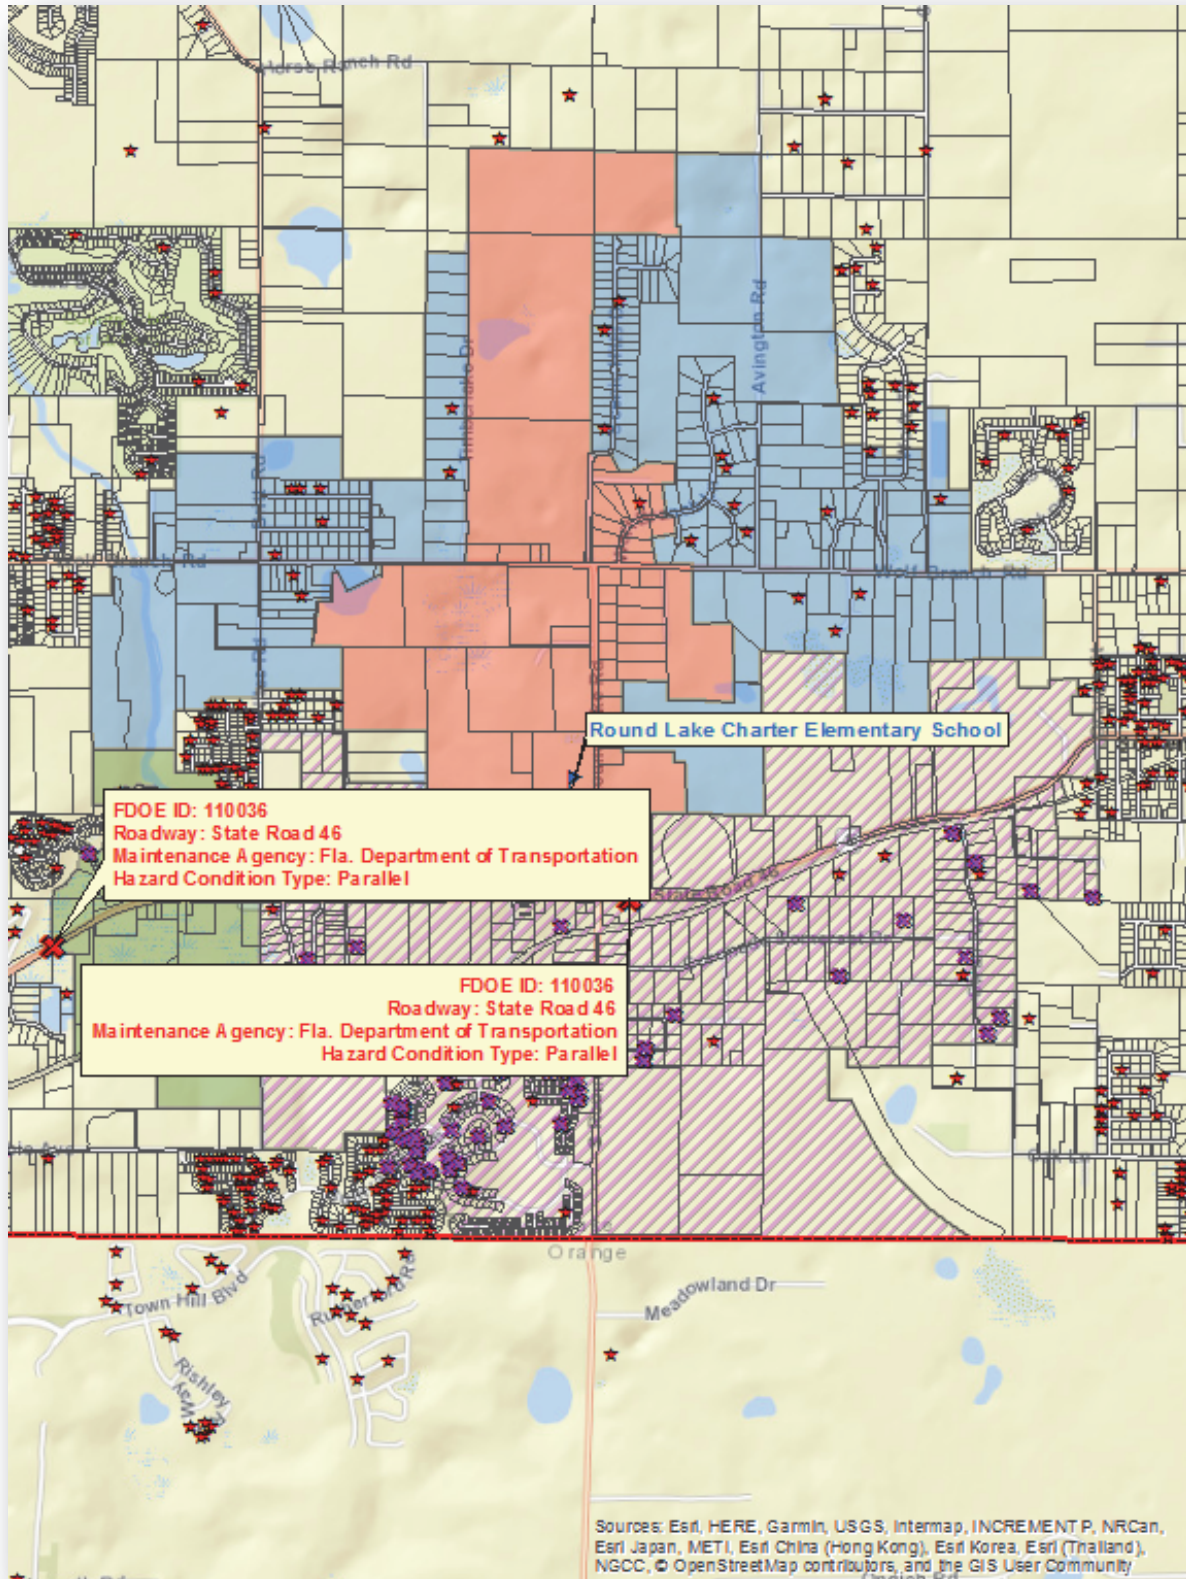 Horse Ranch Rd
Avington Rd
Wolf Branch Rd
Round Lake Charter Elementary School
FDOE ID: 110036
Roadway: State Road 46
Maintenance Agency: Fla. Department of Transportation
Hazard Condition Type: Parallel
State Road 46
FDOE ID: 110036
Roadway: State Road 46
Maintenance Agency: Fla. Department of Transportation
Hazard Condition Type: Parallel
Orange
Meadowland Dr
Town Hill Blvd
Rutherford Rd
Rishley
Way
Sources: Esri, HERE, Garmin, USGS, Intermap, INCREMENT P, NRCan,
Esri Japan, METI, Esri China (Hong Kong), Esri Korea, Esri (Thailand),
NGCC, © OpenStreetMap contributors, and the GIS User Community